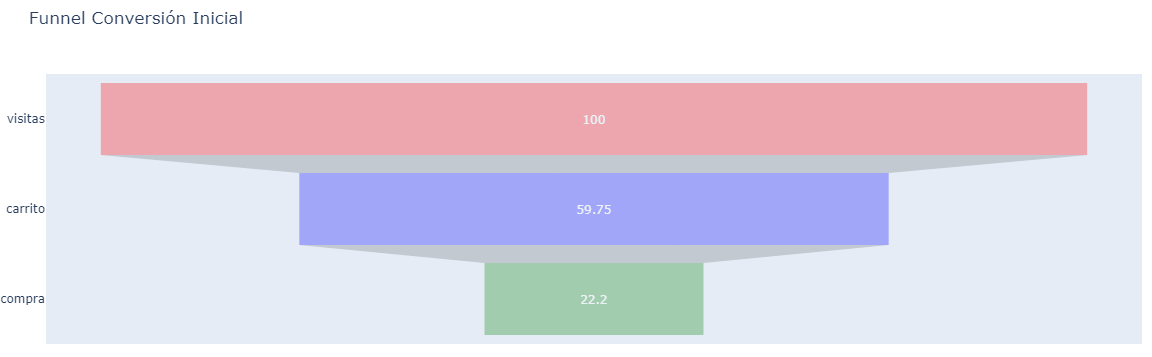 Funnel Conversión Inicial
visitas
100
carrito
59.75
compra
22.2